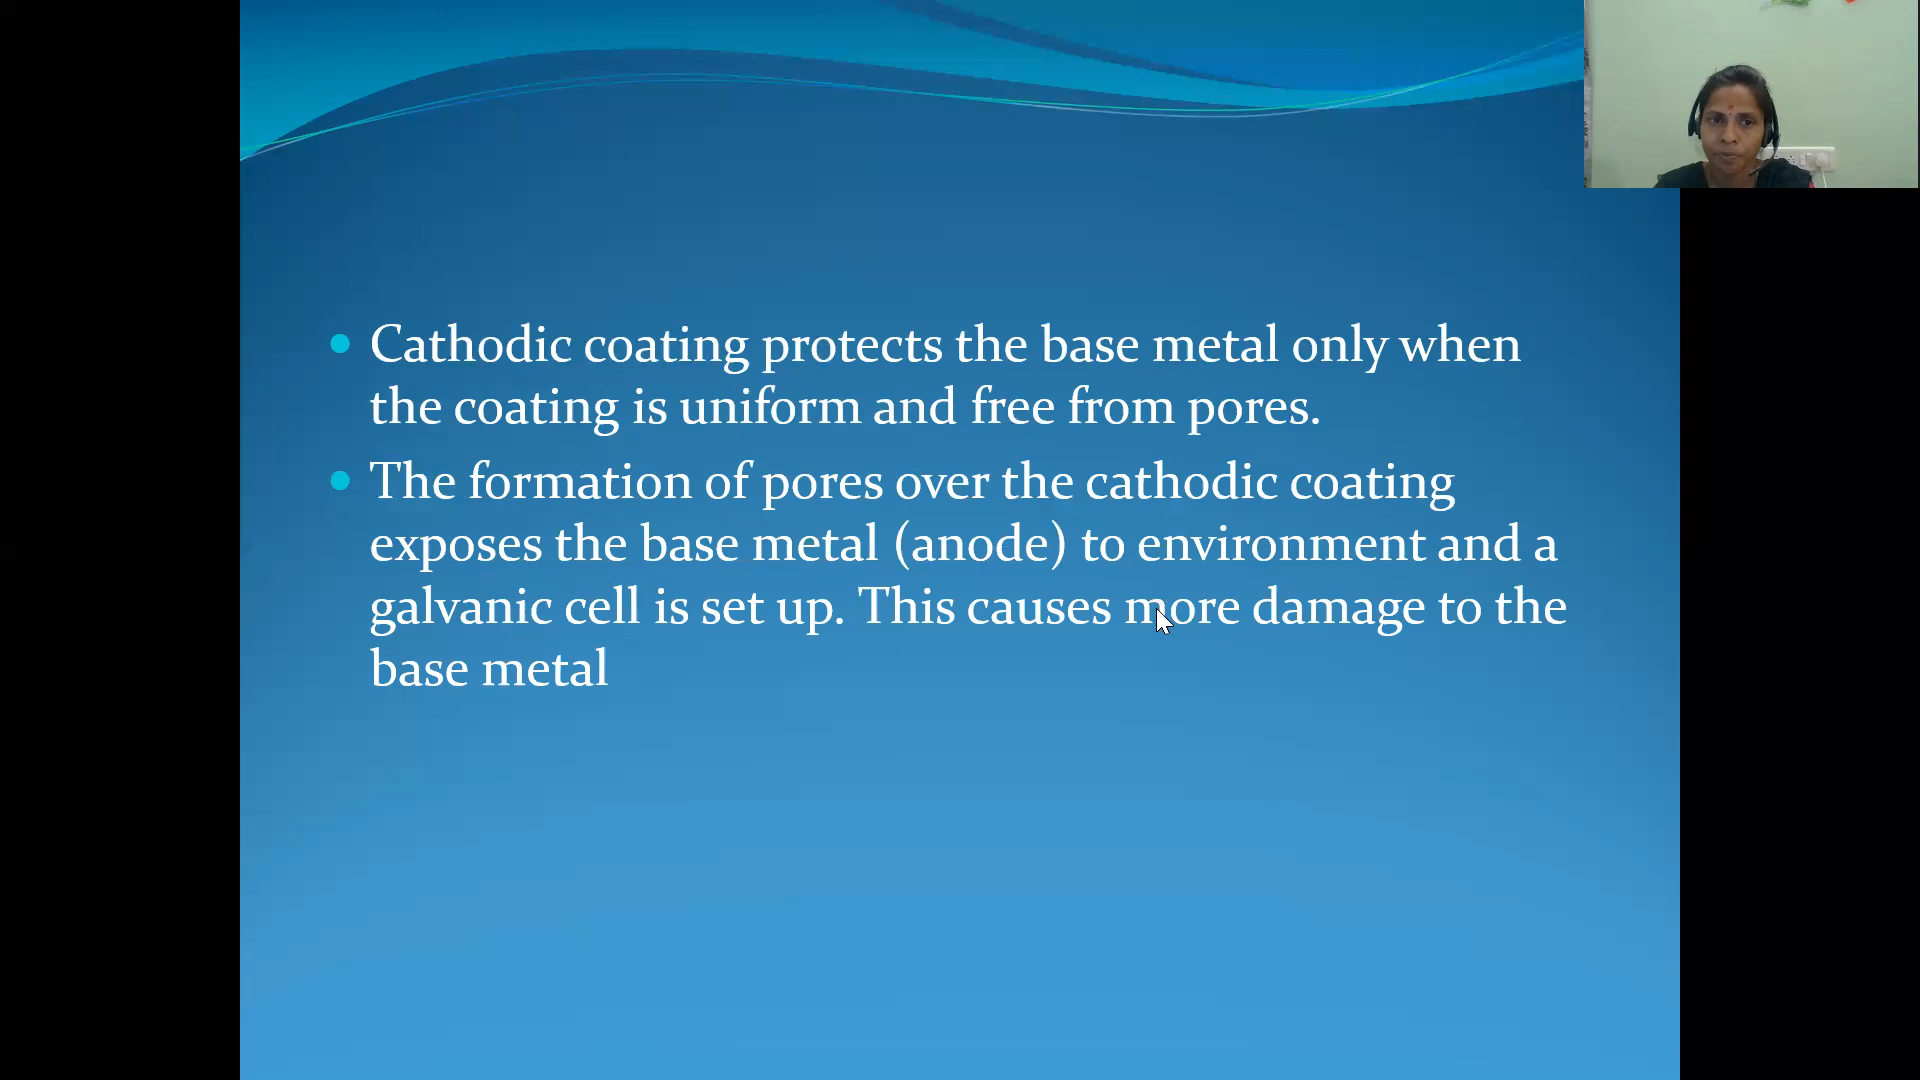 Cathodic coating protects the base metal only when
the coating is uniform and free from pores.
The formation of pores over the cathodic coating
exposes the base metal (anode) to environment and a
galvanic cell is set up. This causes more damage to the
base metal